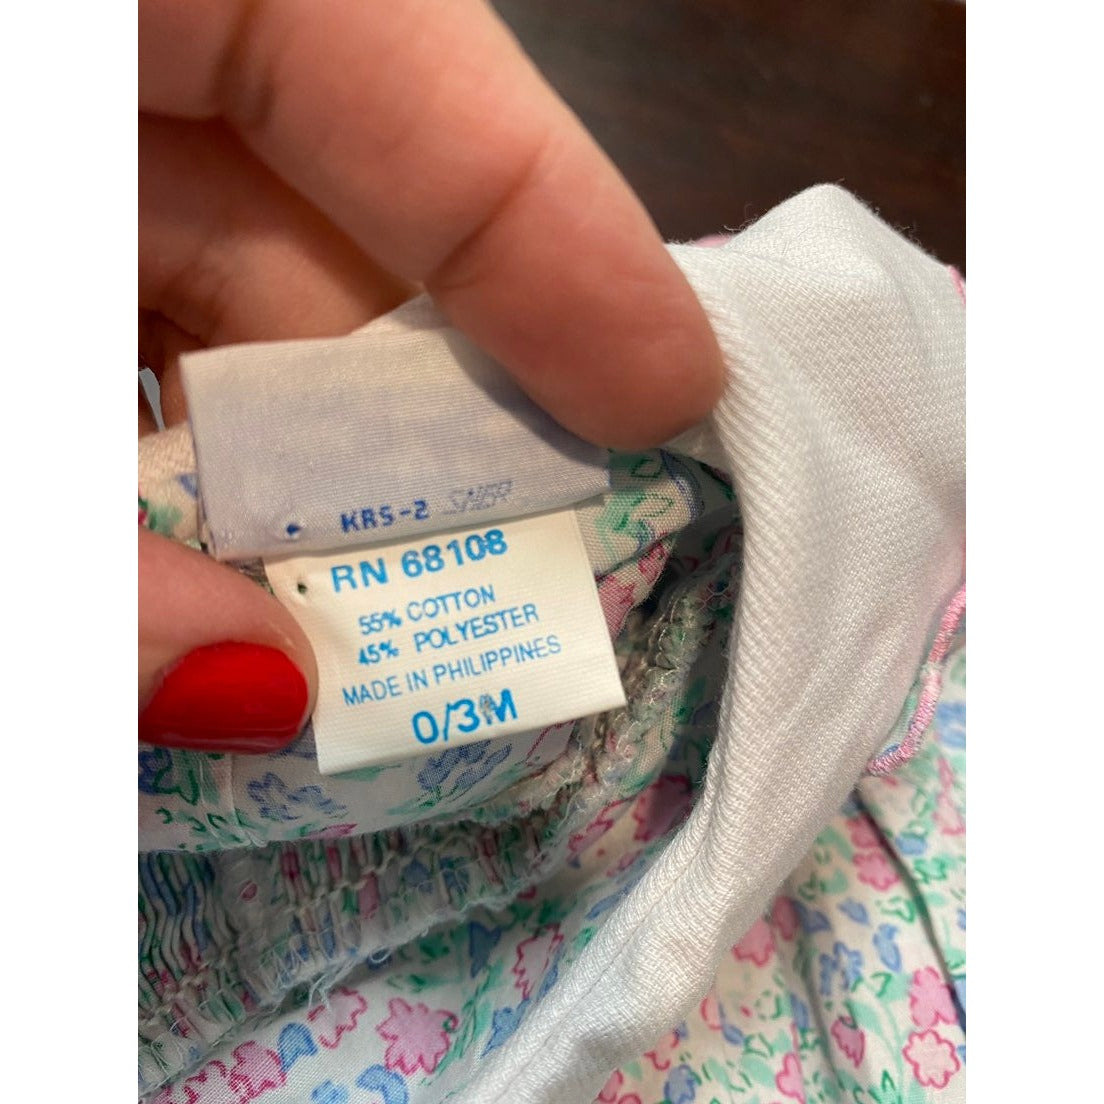 KRS-2
RN 68108
55% COTTON
45% POLYESTER
MADE IN PHILIPPINES
0/3M